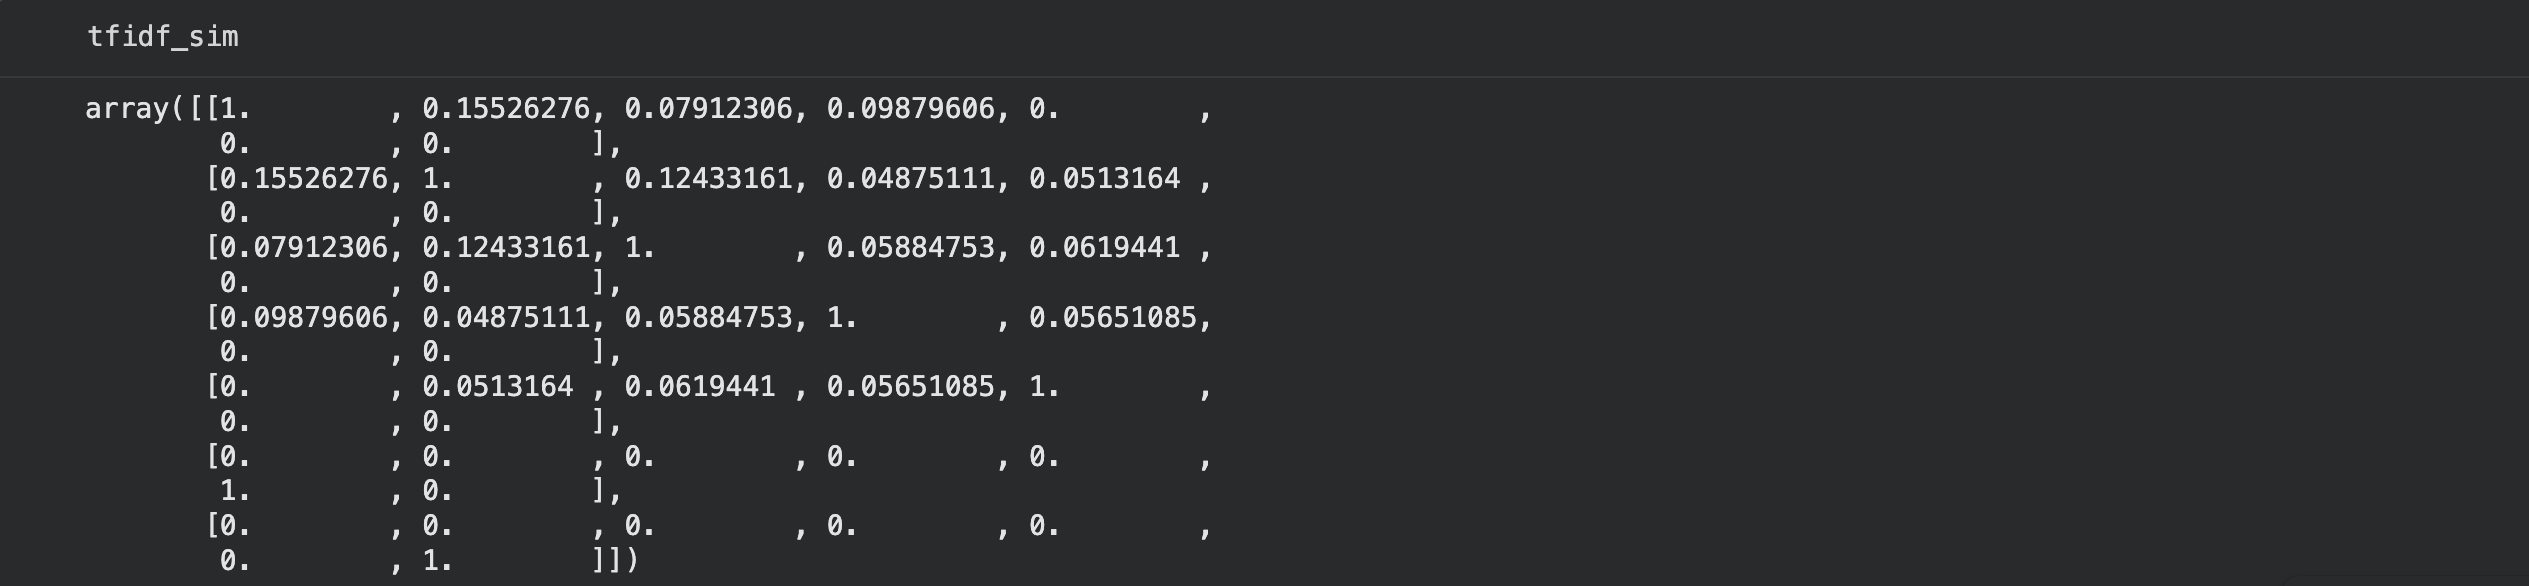 tfidf_sim
array([[1.        , 0.15526276, 0.07912306, 0.09879606, 0.        ,
        0.        , 0.        ],
       [0.15526276, 1.        , 0.12433161, 0.04875111, 0.0513164 ,
        0.        , 0.        ],
       [0.07912306, 0.12433161, 1.        , 0.05884753, 0.0619441 ,
        0.        , 0.        ],
       [0.09879606, 0.04875111, 0.05884753, 1.        , 0.05651085,
        0.        , 0.        ],
       [0.        , 0.0513164 , 0.0619441 , 0.05651085, 1.        ,
        0.        , 0.        ],
       [0.        , 0.        , 0.        , 0.        , 0.        ,
        1.        , 0.        ],
       [0.        , 0.        , 0.        , 0.        , 0.        ,
        0.        , 1.        ]])